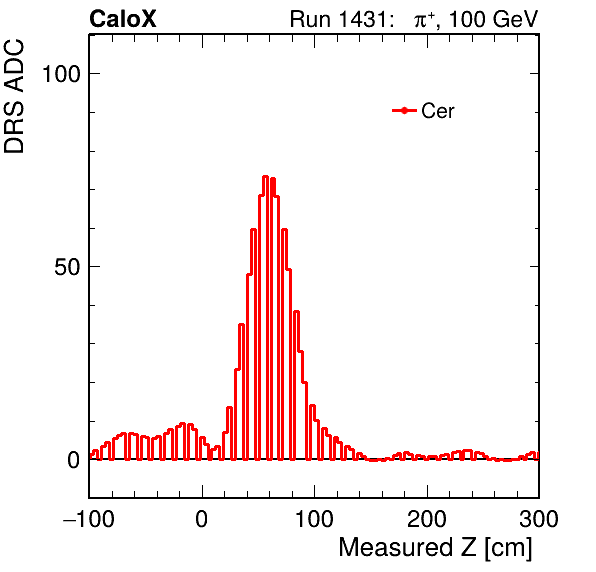 CaloX Run 1431: π⁺, 100 GeV
DRS ADC
100
50
0
Cer
−100 0 100 200 300
Measured Z [cm]